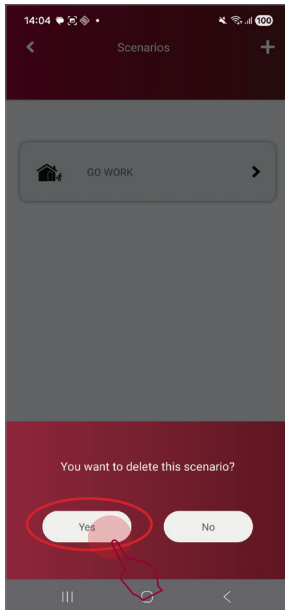 14:04 100
Scenarios
GO WORK
You want to delete this scenario?
Yes No